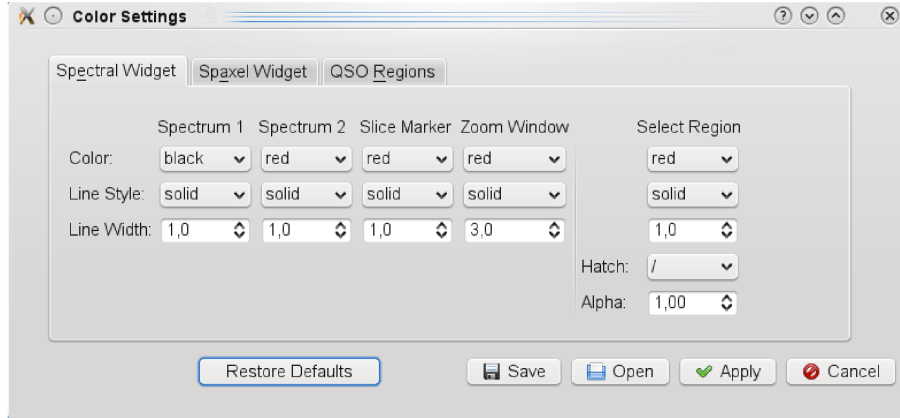 Color Settings
Spectral Widget Spaxel Widget QSO Regions
Spectrum 1 Spectrum 2 Slice Marker Zoom Window Select Region
Color: black red red red red
Line Style: solid solid solid solid solid
Line Width: 1,0 1,0 1,0 3,0 1,0
Hatch: /
Alpha: 1,00
Restore Defaults Save Open Apply Cancel